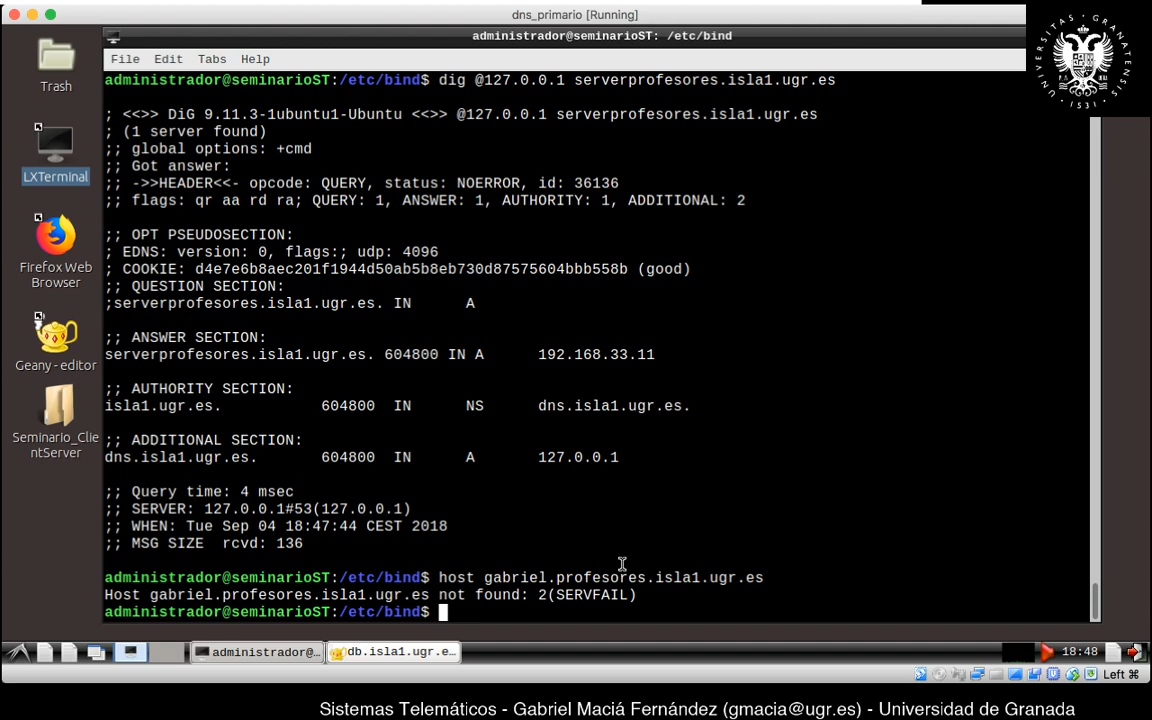 dns_primario [Running]
administrador@seminarioST: /etc/bind
File Edit Tabs Help
administrador@seminarioST:/etc/bind$ dig @127.0.0.1 serverprofesores.isla1.ugr.es
; <<>> DiG 9.11.3-1ubuntu1-Ubuntu <<>> @127.0.0.1 serverprofesores.isla1.ugr.es
; (1 server found)
;; global options: +cmd
;; Got answer:
;; ->>HEADER<<- opcode: QUERY, status: NOERROR, id: 36136
;; flags: qr aa rd ra; QUERY: 1, ANSWER: 1, AUTHORITY: 1, ADDITIONAL: 2
;; OPT PSEUDOSECTION:
; EDNS: version: 0, flags:; udp: 4096
; COOKIE: d4e7e6b8aec201f1944d50ab5b8eb730d87575604bbb558b (good)
;; QUESTION SECTION:
;serverprofesores.isla1.ugr.es. IN A
;; ANSWER SECTION:
serverprofesores.isla1.ugr.es. 604800 IN A 192.168.33.11
;; AUTHORITY SECTION:
isla1.ugr.es. 604800 IN NS dns.isla1.ugr.es.
;; ADDITIONAL SECTION:
dns.isla1.ugr.es. 604800 IN A 127.0.0.1
;; Query time: 4 msec
;; SERVER: 127.0.0.1#53(127.0.0.1)
;; WHEN: Tue Sep 04 18:47:44 CEST 2018
;; MSG SIZE rcvd: 136
administrador@seminarioST:/etc/bind$ host gabriel.profesores.isla1.ugr.es
Host gabriel.profesores.isla1.ugr.es not found: 2(SERVFAIL)
administrador@seminarioST:/etc/bind$
Trash
LXTerminal
Firefox Web
Browser
Geany - editor
Seminario_Cli
entServer
UNIVERSITAS GRANATENSIS
1531
administrador@...
db.isla1.ugr.e...
18:48
Left ⌘
Sistemas Telemáticos - Gabriel Maciá Fernández (gmacia@ugr.es) - Universidad de Granada